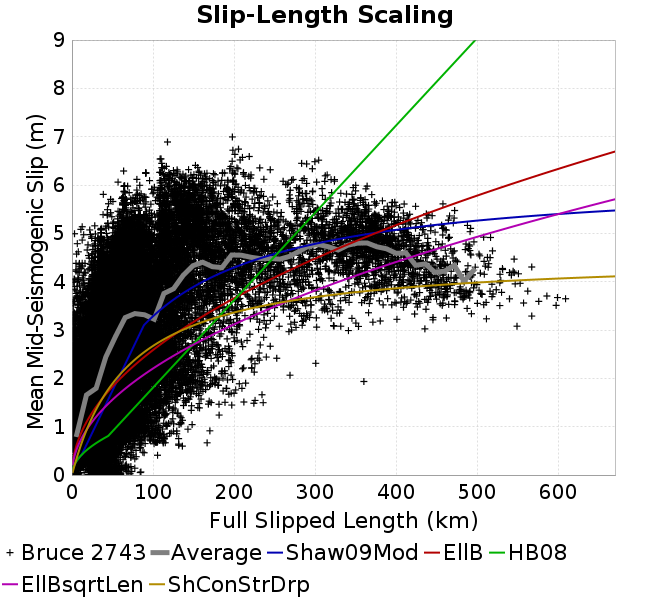 Slip-Length Scaling
Mean Mid-Seismogenic Slip (m)
9
8
7
6
5
4
3
2
1
0
0 100 200 300 400 500 600
Full Slipped Length (km)
Bruce 2743 Average Shaw09Mod EllB HB08
EllBsqrtLen ShConStrDrp